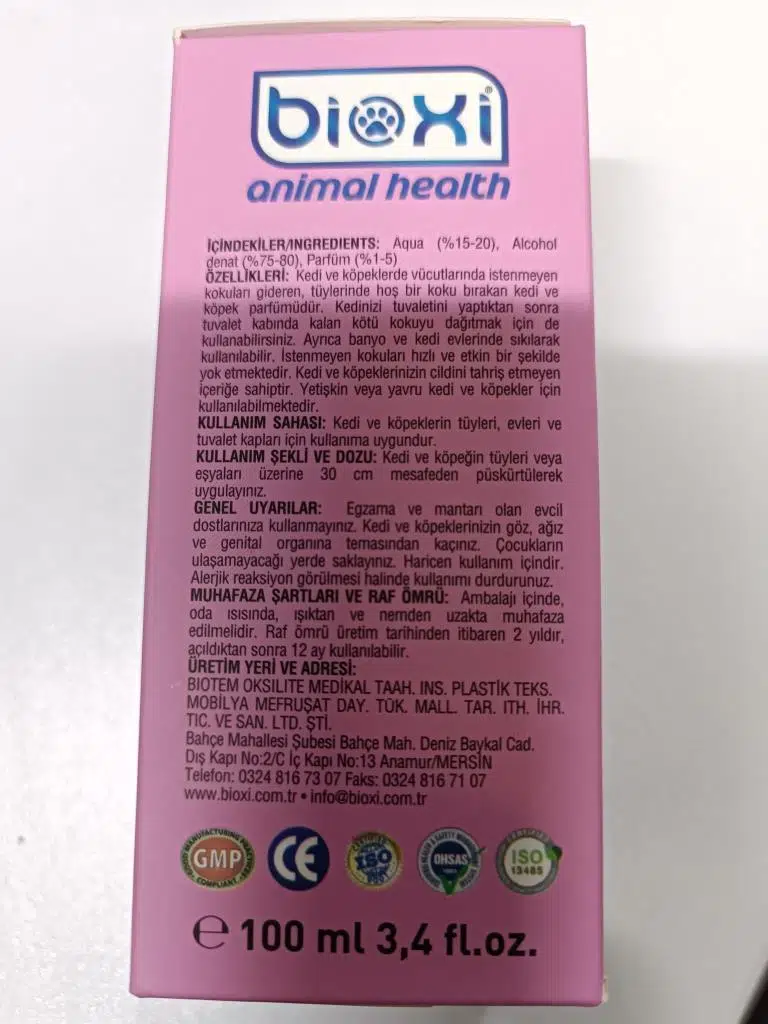 bioxi®
animal health
İÇİNDEKİLER/INGREDIENTS: Aqua (%15-20), Alcohol
denat (%75-80), Parfüm (%1-5)
ÖZELLİKLERİ: Kedi ve köpeklerde vücutlarında istenmeyen
kokuları gideren, tüylerinde hoş bir koku bırakan kedi ve
köpek parfümüdür. Kedinizi tuvaletini yaptıktan sonra
tuvalet kabında kalan kötü kokuyu dağıtmak için de
kullanabilirsiniz. Ayrıca banyo ve kedi evlerinde sıkılarak
kullanılabilir. İstenmeyen kokuları hızlı ve etkin bir şekilde
yok etmektedir. Kedi ve köpeklerinizin cildini tahriş etmeyen
içeriğe sahiptir. Yetişkin veya yavru kedi ve köpekler için
kullanılabilmektedir.
KULLANIM SAHASI: Kedi ve köpeklerin tüyleri, evleri ve
tuvalet kapları için kullanıma uygundur.
KULLANIM ŞEKLİ VE DOZU: Kedi ve köpeğin tüyleri veya
eşyaları üzerine 30 cm mesafeden püskürtülerek
uygulayınız.
GENEL UYARILAR: Egzama ve mantarı olan evcil
dostlarınıza kullanmayınız. Kedi ve köpeklerinizin göz, ağız
ve genital organına temasından kaçınız. Çocukların
ulaşamayacağı yerde saklayınız. Haricen kullanım içindir.
Alerjik reaksiyon görülmesi halinde kullanımı durdurunuz.
MUHAFAZA ŞARTLARI VE RAF ÖMRÜ: Ambalajı içinde,
oda ısısında, ışıktan ve nemden uzakta muhafaza
edilmelidir. Raf ömrü üretim tarihinden itibaren 2 yıldır,
açıldıktan sonra 12 ay kullanılabilir.
ÜRETİM YERİ VE ADRESİ:
BIOTEM OKSILITE MEDİKAL TAAH. INS. PLASTİK TEKS.
MOBİLYA MEFRUŞAT DAY. TÜK. MALL. TAR. ITH. İHR.
TIC. VE SAN. LTD. ŞTİ.
Bahçe Mahallesi Şubesi Bahçe Mah. Deniz Baykal Cad.
Dış Kapı No:2/C İç Kapı No:13 Anamur/MERSİN
Telefon: 0324 816 73 07 Faks: 0324 816 71 07
www.bioxi.com.tr • info@bioxi.com.tr
GOOD MANUFACTURING PRACTICE GMP COMPLIANT
CE
ISO
OHSAS
CERTIFIED ISO 13485
℮ 100 ml 3,4 fl.oz.